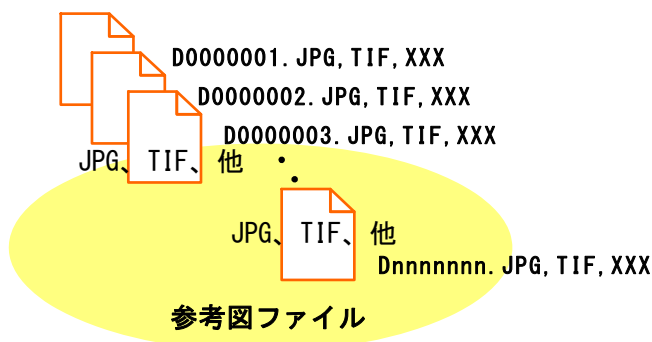 D0000001.JPG,TIF,XXX
D0000002.JPG,TIF,XXX
D0000003.JPG,TIF,XXX
JPG、TIF、他
JPG、TIF、他
Dnnnnnnn.JPG,TIF,XXX
参考図ファイル